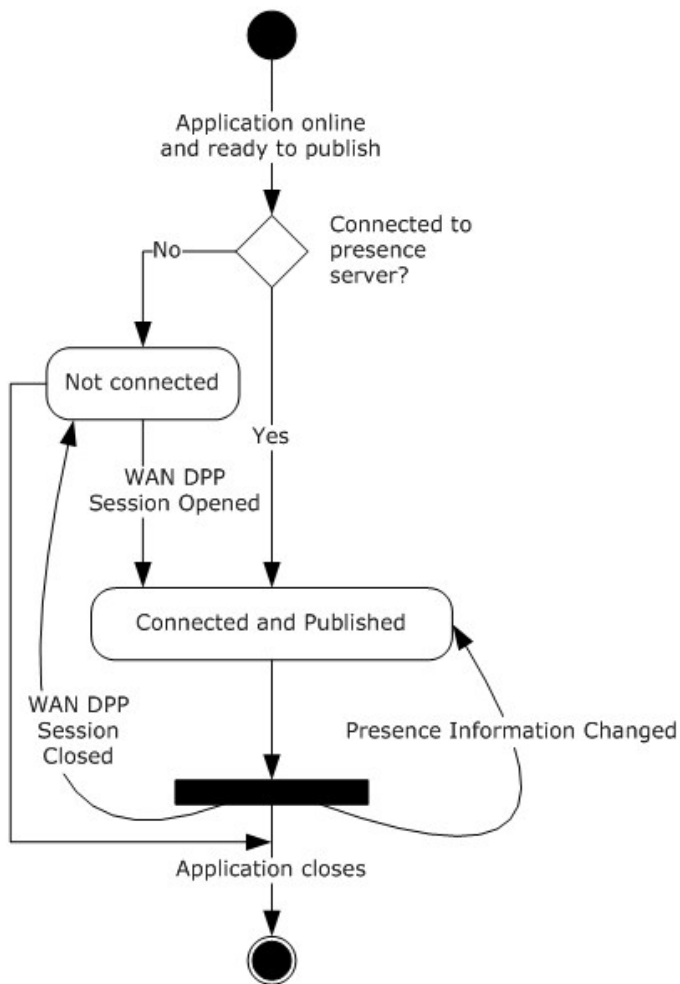 Application online
and ready to publish
Connected to
presence
server?
No
Not connected
Yes
WAN DPP
Session Opened
Connected and Published
WAN DPP
Session
Closed
Presence Information Changed
Application closes